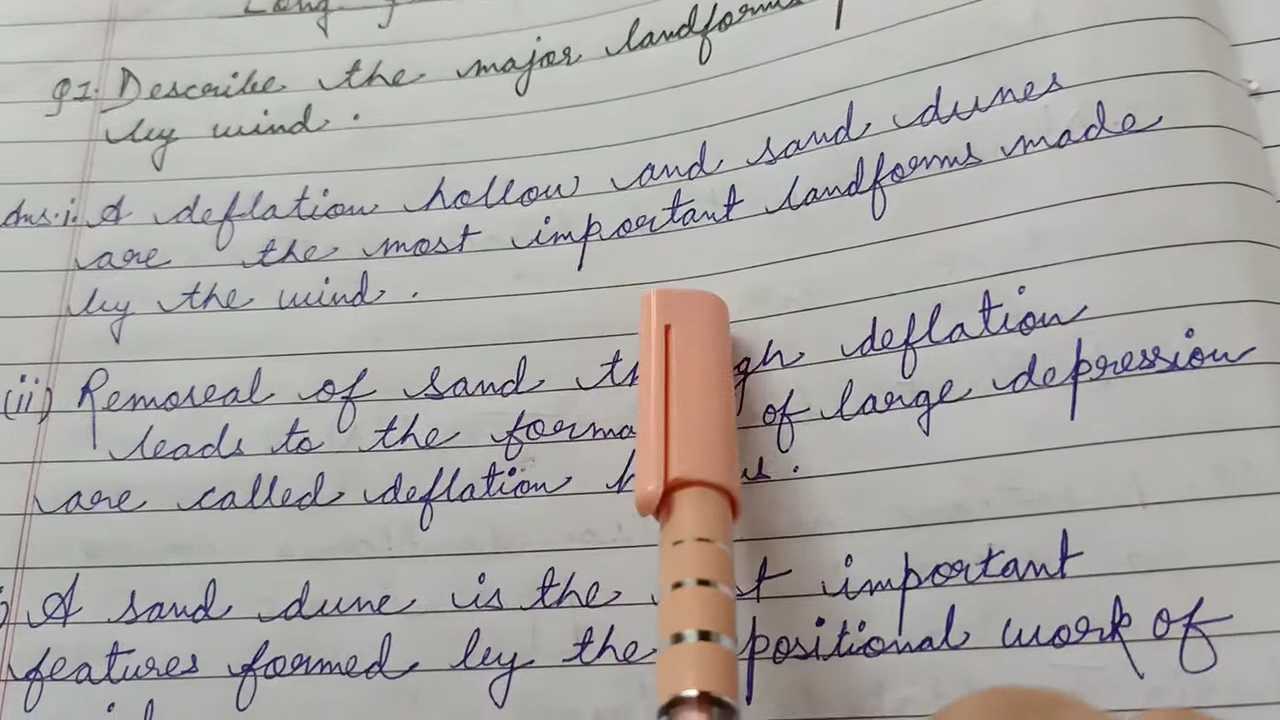 Long
Q1. Describe the major landforms
by wind.
Ans. i. A deflation hollow and sand dunes
are the most important landforms made
by the wind.
(ii) Removal of sand deflation
leads to the of large depression
are called deflation
A sand dune is the important
features formed by the work of